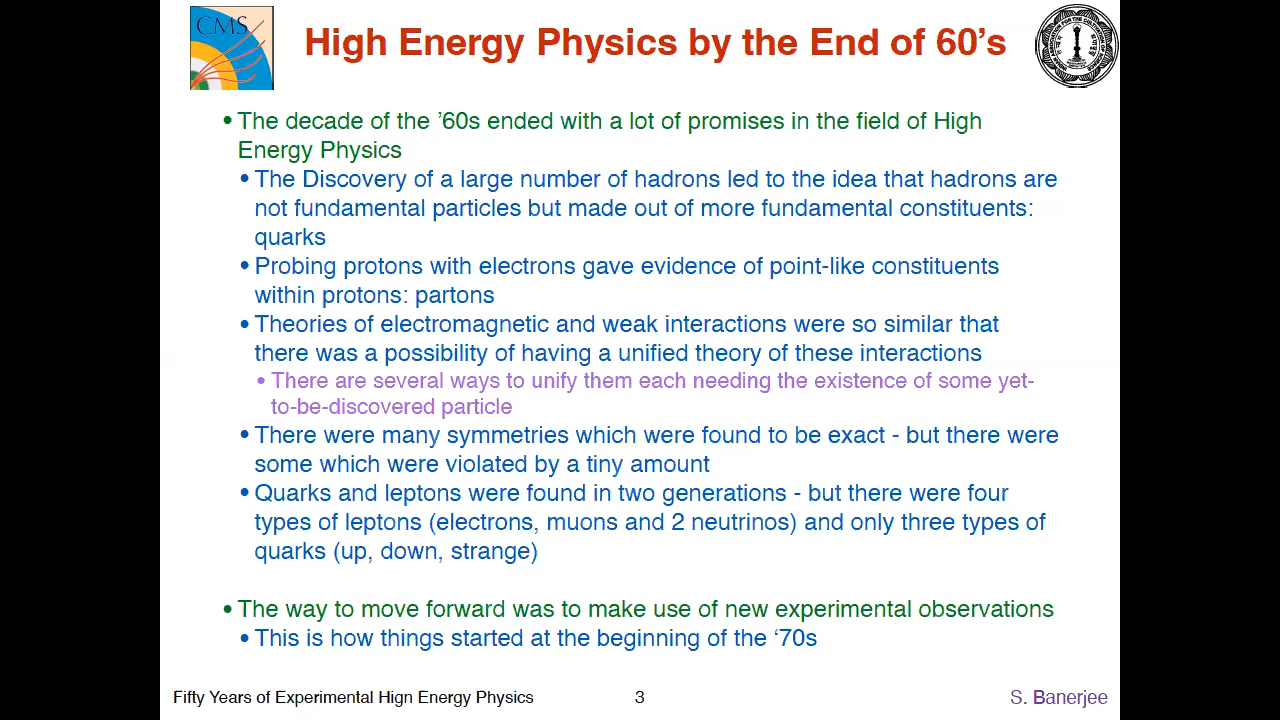 CMS
High Energy Physics by the End of 60's
• The decade of the ’60s ended with a lot of promises in the field of High
Energy Physics
• The Discovery of a large number of hadrons led to the idea that hadrons are
not fundamental particles but made out of more fundamental constituents:
quarks
• Probing protons with electrons gave evidence of point-like constituents
within protons: partons
• Theories of electromagnetic and weak interactions were so similar that
there was a possibility of having a unified theory of these interactions
• There are several ways to unify them each needing the existence of some yet-
to-be-discovered particle
• There were many symmetries which were found to be exact - but there were
some which were violated by a tiny amount
• Quarks and leptons were found in two generations - but there were four
types of leptons (electrons, muons and 2 neutrinos) and only three types of
quarks (up, down, strange)
• The way to move forward was to make use of new experimental observations
• This is how things started at the beginning of the ‘70s
Fifty Years of Experimental Hign Energy Physics
3
S. Banerjee